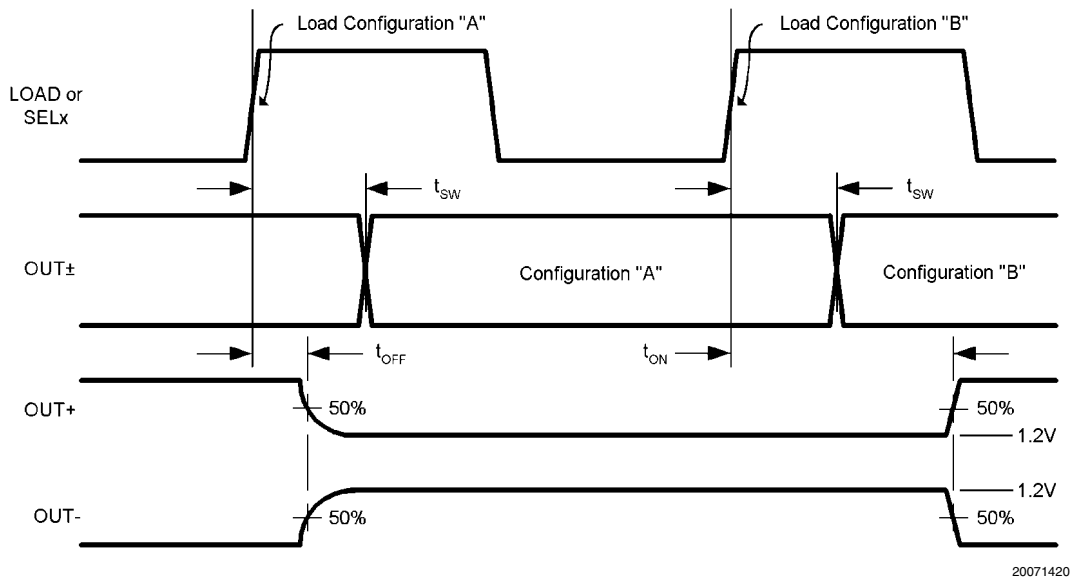 Load Configuration "A"
Load Configuration "B"
LOAD or
SELx
tSW
tSW
OUT±
Configuration "A"
Configuration "B"
tOFF
tON
OUT+
50%
50%
1.2V
1.2V
OUT-
50%
50%
20071420